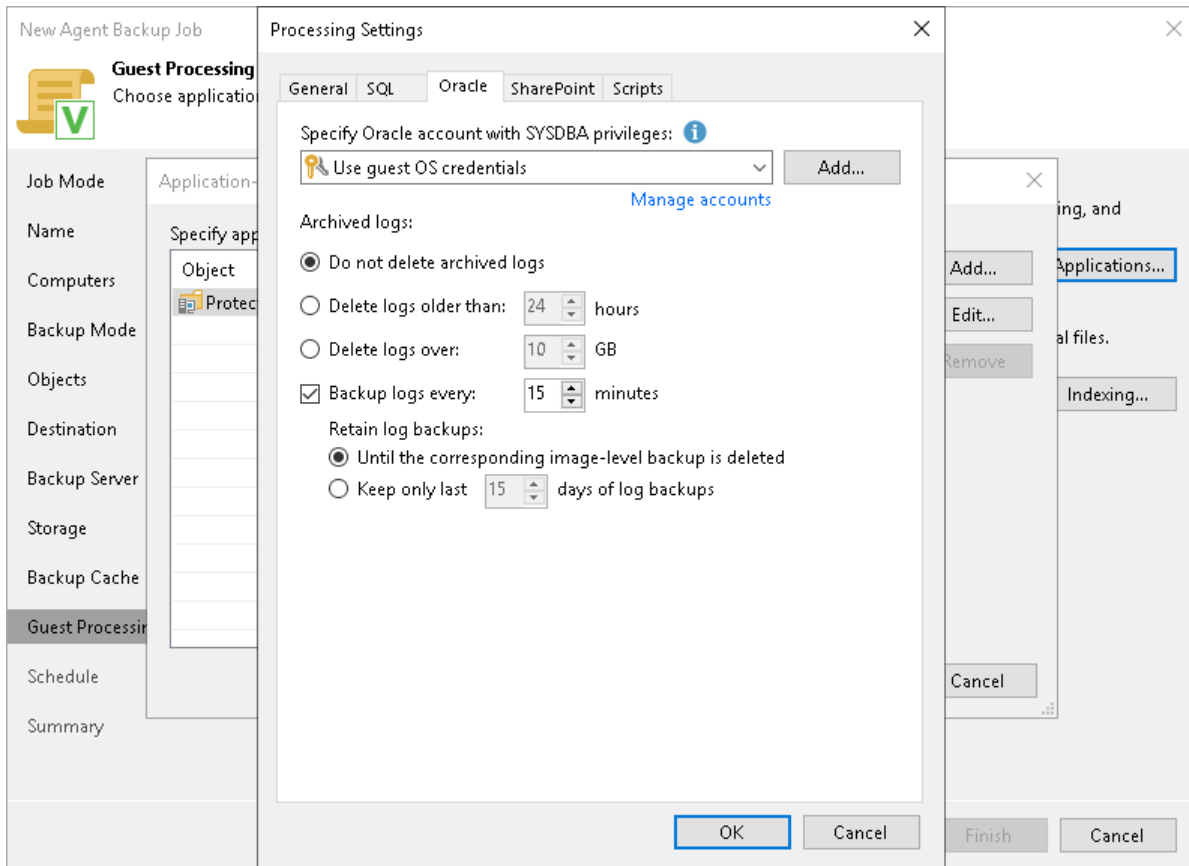 New Agent Backup Job
Guest Processing
Choose applicatio
Job Mode
Name
Computers
Backup Mode
Objects
Destination
Backup Server
Storage
Backup Cache
Guest Processin
Schedule
Summary
Application-
Specify app
Object
Protec
Processing Settings
General SQL Oracle SharePoint Scripts
Specify Oracle account with SYSDBA privileges:
Use guest OS credentials Add...
Manage accounts
Archived logs:
Do not delete archived logs
Delete logs older than: 24 hours
Delete logs over: 10 GB
Backup logs every: 15 minutes
Retain log backups:
Until the corresponding image-level backup is deleted
Keep only last 15 days of log backups
OK Cancel
Add...
Edit...
Remove
Cancel
ing, and
Applications...
al files.
Indexing...
Finish Cancel